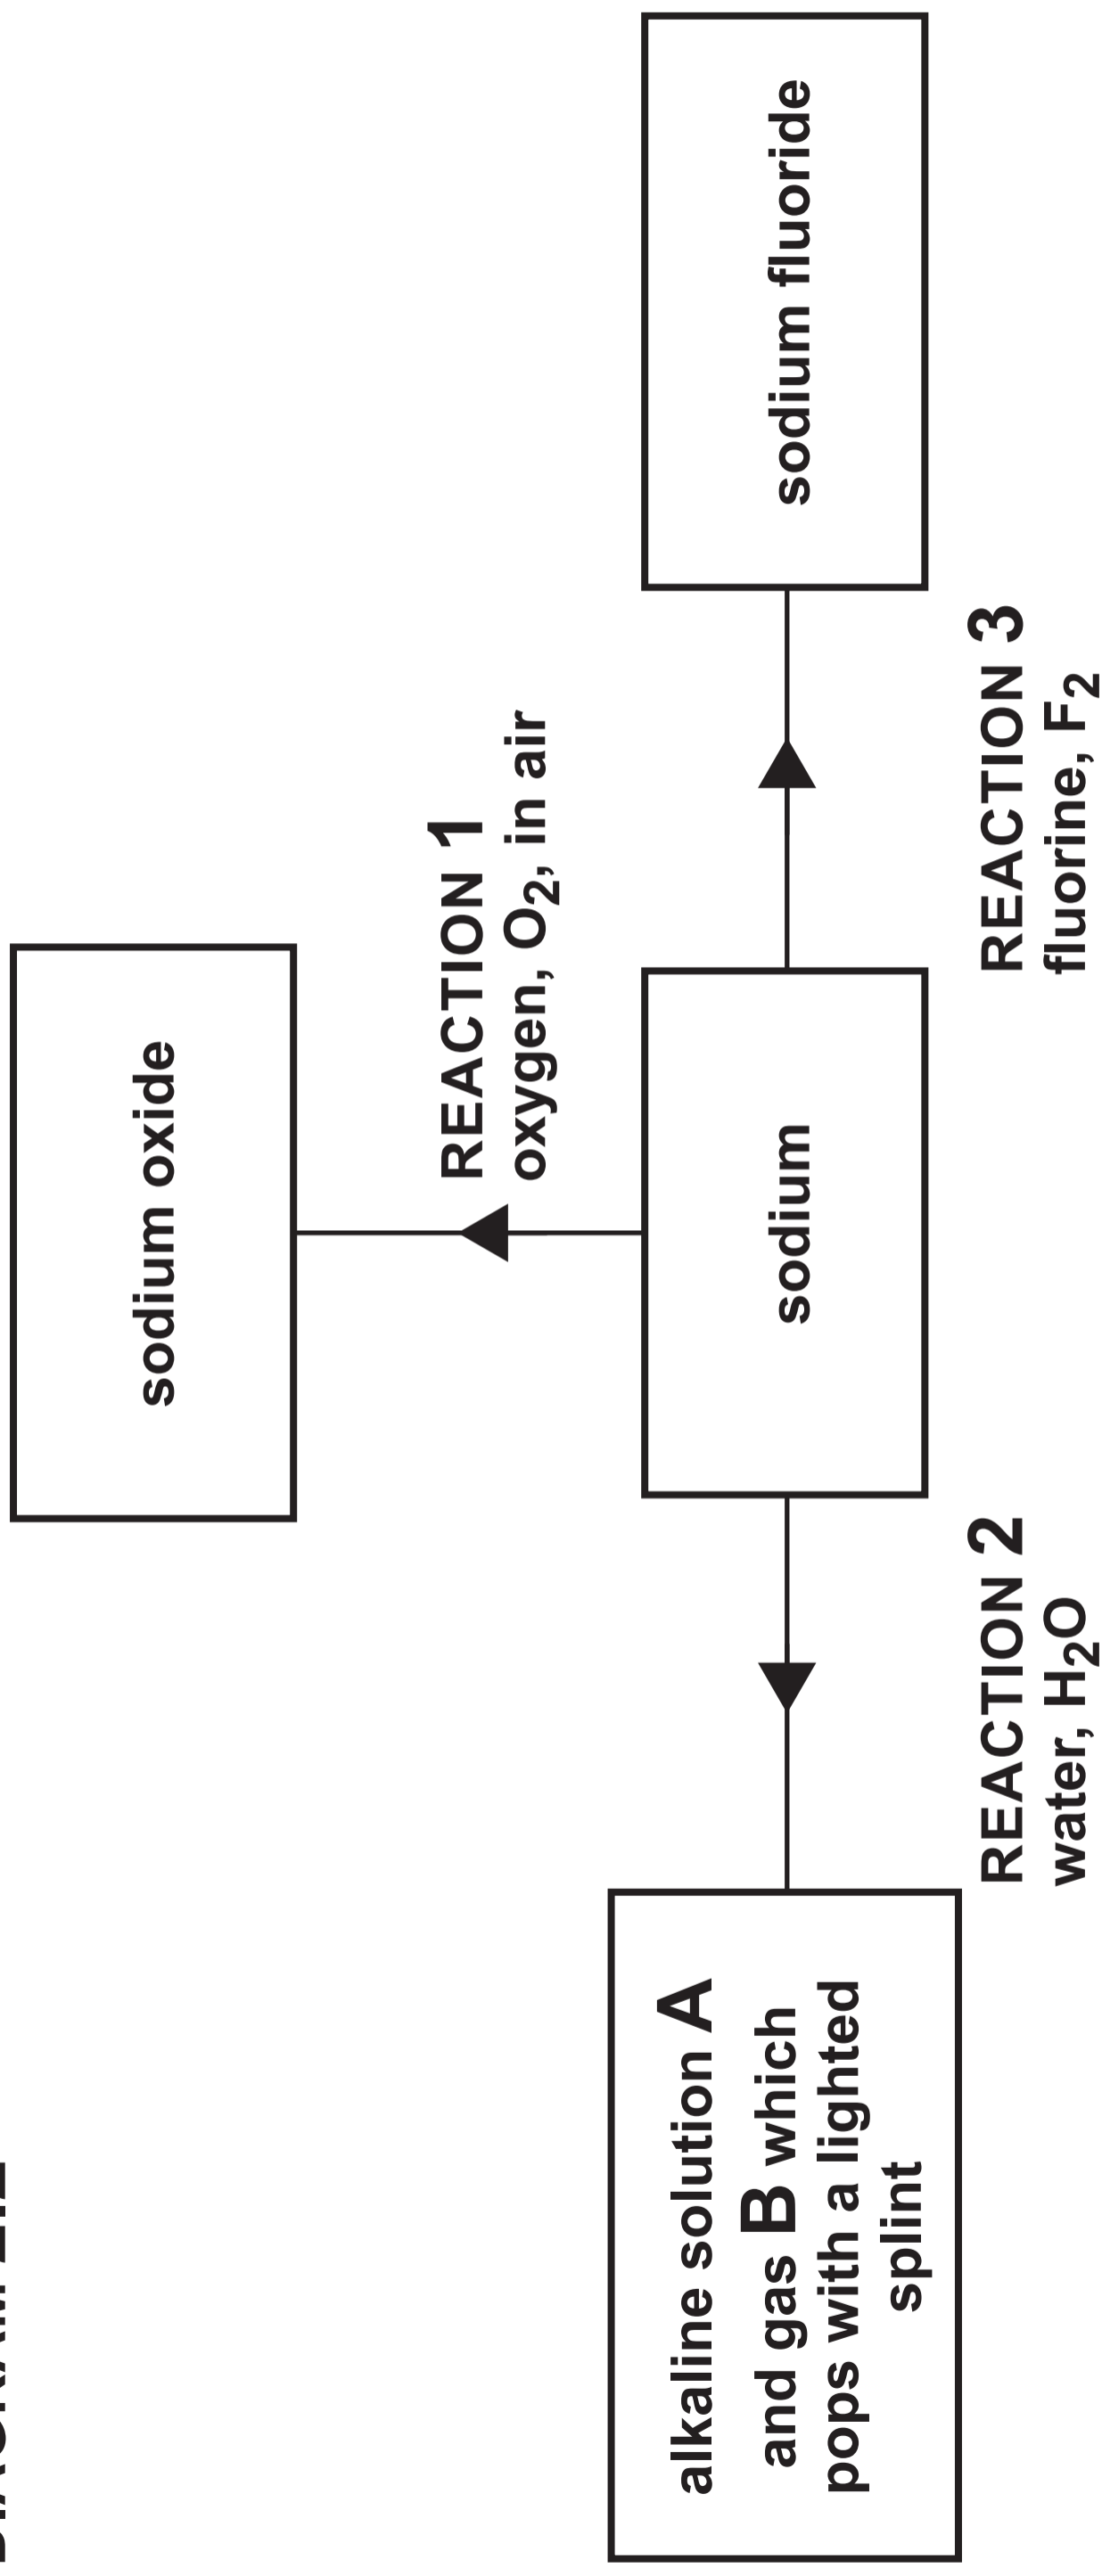 sodium oxide
REACTION 1
oxygen, O₂, in air
alkaline solution A
and gas B which
pops with a lighted
splint
sodium
sodium fluoride
REACTION 2
water, H₂O
REACTION 3
fluorine, F₂